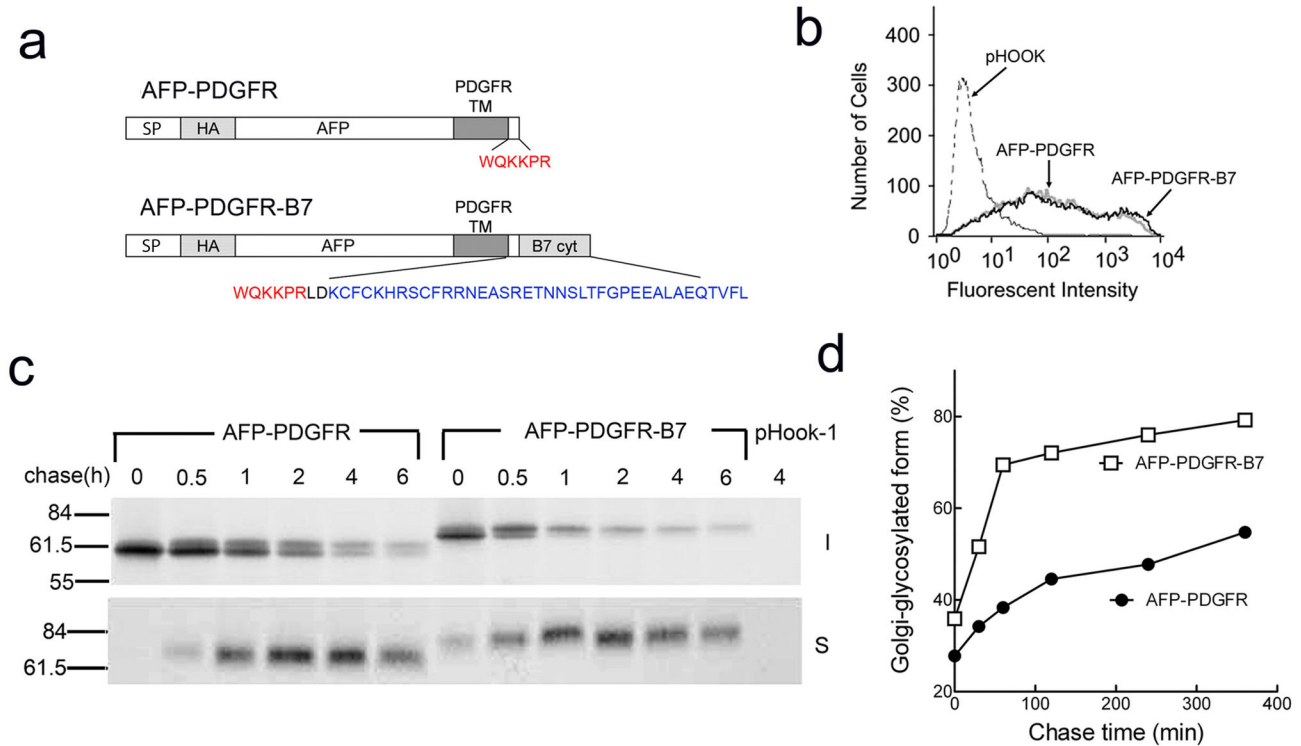 a
AFP-PDGFR
PDGFR
TM
SP HA AFP
WQKKPR
AFP-PDGFR-B7
PDGFR
TM
SP HA AFP B7 cyt
WQKKPRLDKCFCKHRSCFRRNEASRETNNSLTFGPEEALAEQTVFL
b
Number of Cells
400
300
200
100
0
pHOOK
AFP-PDGFR
AFP-PDGFR-B7
10^0 10^1 10^2 10^3 10^4
Fluorescent Intensity
c
AFP-PDGFR AFP-PDGFR-B7 pHook-1
chase(h) 0 0.5 1 2 4 6 0 0.5 1 2 4 6 4
84
61.5
55
I
84
61.5
S
d
Golgi-glycosylated form (%)
80
60
40
20
AFP-PDGFR-B7
AFP-PDGFR
0 100 200 300 400
Chase time (min)